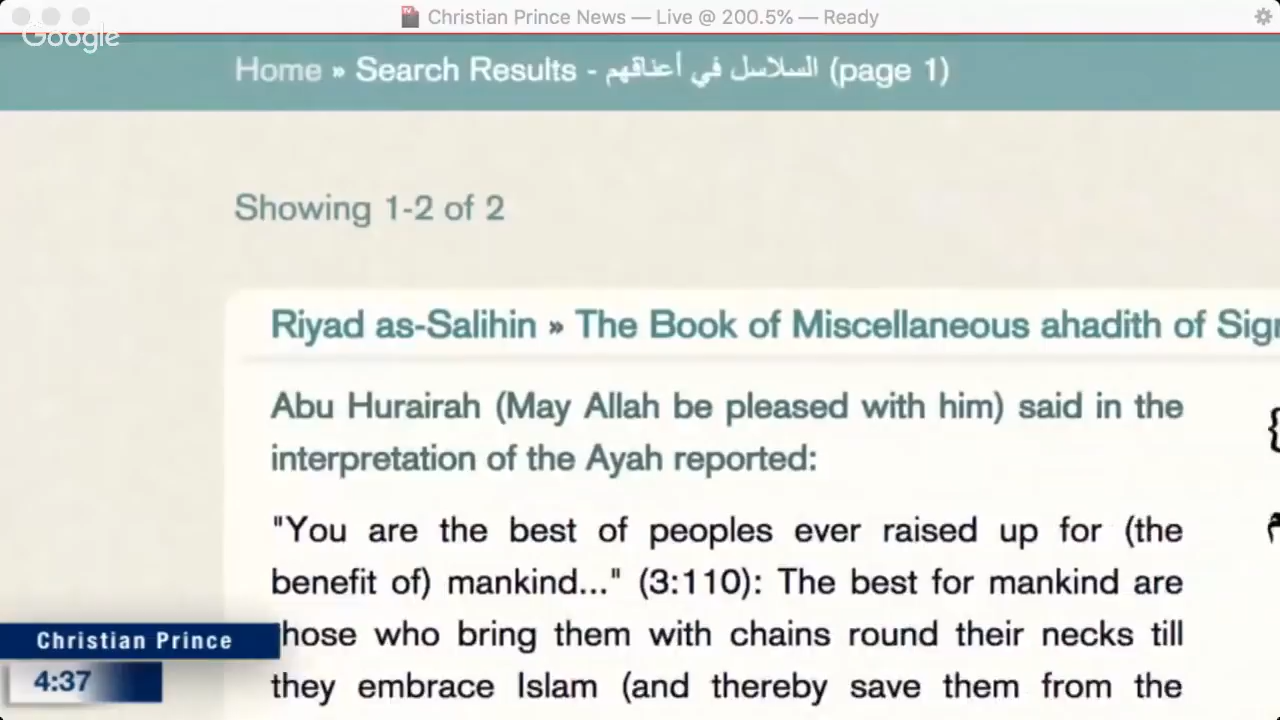 Christian Prince News — Live @ 200.5% — Ready
Google
Home » Search Results - السلاسل في أعناقهم (page 1)
Showing 1-2 of 2
Riyad as-Salihin » The Book of Miscellaneous ahadith of
Abu Hurairah (May Allah be pleased with him) said in the
interpretation of the Ayah reported:
"You are the best of peoples ever raised up for (the
benefit of) mankind..." (3:110): The best for mankind are
who bring them with chains round their necks till
they embrace Islam (and thereby save them from the
Christian Prince
4:37